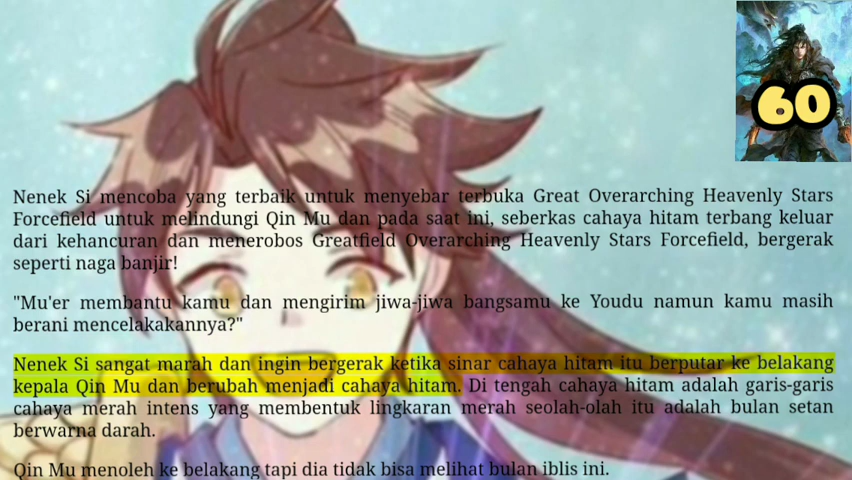 60
Nenek Si mencoba yang terbaik untuk menyebar terbuka Great Overarching Heavenly Stars
Forcefield untuk melindungi Qin Mu dan pada saat ini, seberkas cahaya hitam terbang keluar
dari kehancuran dan menerobos Greatfield Overarching Heavenly Stars Forcefield, bergerak
seperti naga banjir!
"Mu'er membantu kamu dan mengirim jiwa-jiwa bangsamu ke Youdu namun kamu masih
berani mencelakakannya?"
Nenek Si sangat marah dan ingin bergerak ketika sinar cahaya hitam itu berputar ke belakang
kepala Qin Mu dan berubah menjadi cahaya hitam. Di tengah cahaya hitam adalah garis-garis
cahaya merah intens yang membentuk lingkaran merah seolah-olah itu adalah bulan setan
berwarna darah.
Qin Mu menoleh ke belakang tapi dia tidak bisa melihat bulan iblis ini.